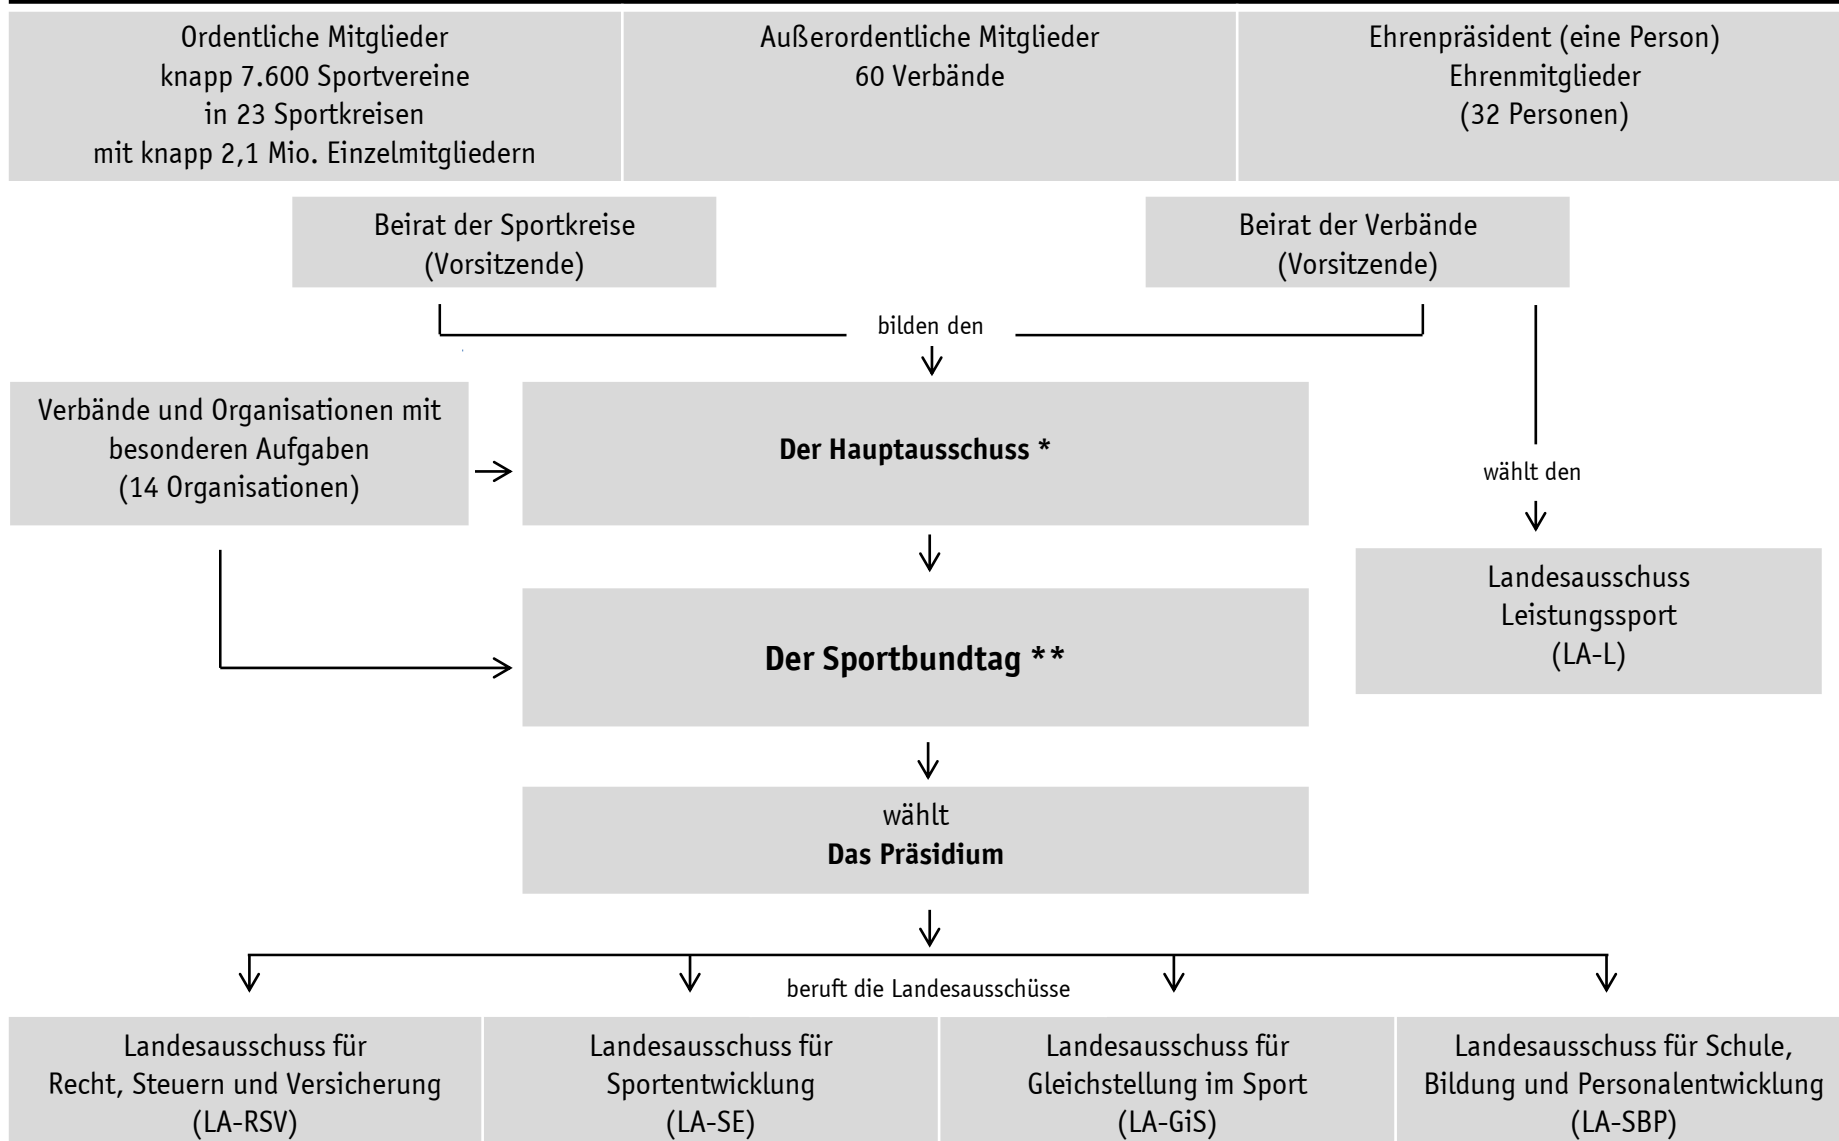 Ordentliche Mitglieder
knapp 7.600 Sportvereine
in 23 Sportkreisen
mit knapp 2,1 Mio. Einzelmitgliedern
Außerordentliche Mitglieder
60 Verbände
Ehrenpräsident (eine Person)
Ehrenmitglieder
(32 Personen)
Beirat der Sportkreise
(Vorsitzende)
Beirat der Verbände
(Vorsitzende)
bilden den
Verbände und Organisationen mit
besonderen Aufgaben
(14 Organisationen)
Der Hauptausschuss *
wählt den
Landesausschuss
Leistungssport
(LA-L)
Der Sportbundtag **
wählt
Das Präsidium
beruft die Landesausschüsse
Landesausschuss für
Recht, Steuern und Versicherung
(LA-RSV)
Landesausschuss für
Sportentwicklung
(LA-SE)
Landesausschuss für
Gleichstellung im Sport
(LA-GiS)
Landesausschuss für Schule,
Bildung und Personalentwicklung
(LA-SBP)